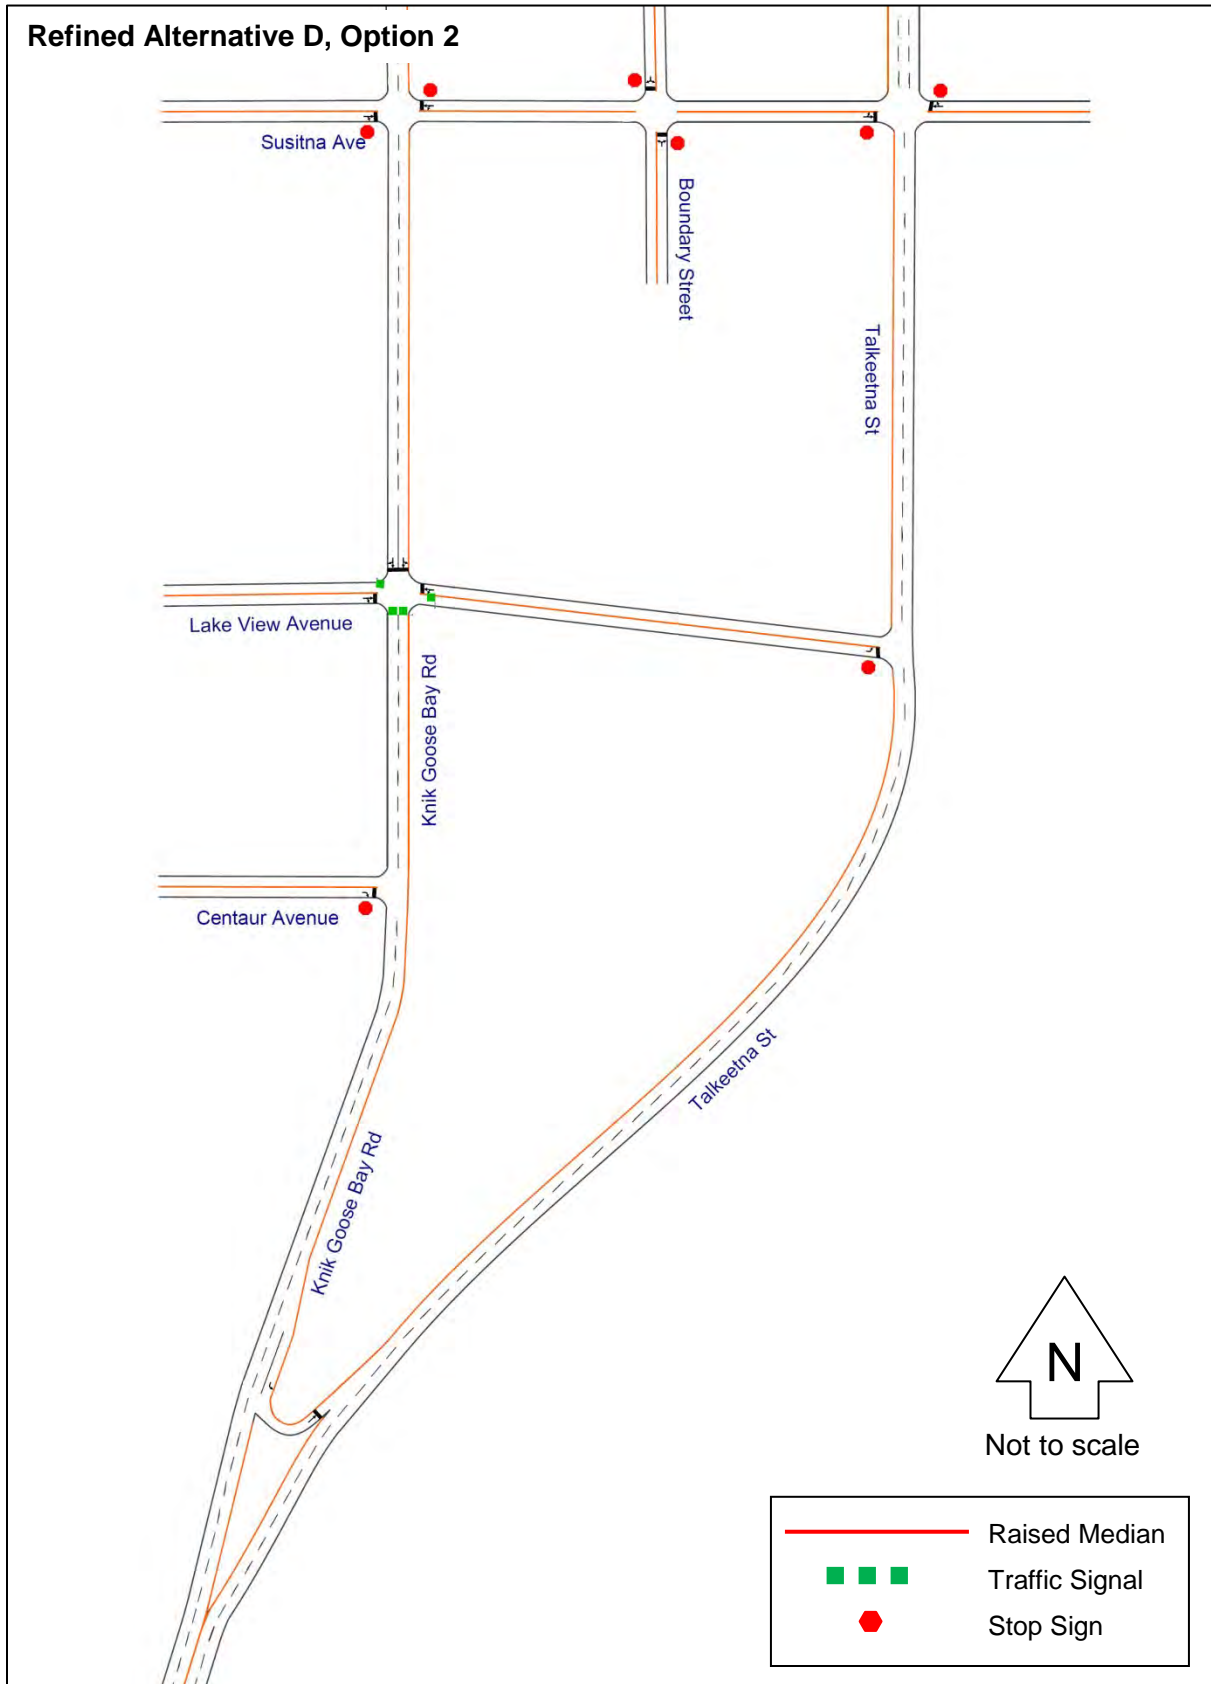 Refined Alternative D, Option 2
Susitna Ave
Boundary Street
Talkeetna St
Lake View Avenue
Knik Goose Bay Rd
Centaur Avenue
Talkeetna St
Knik Goose Bay Rd
N
Not to scale
Raised Median
Traffic Signal
Stop Sign